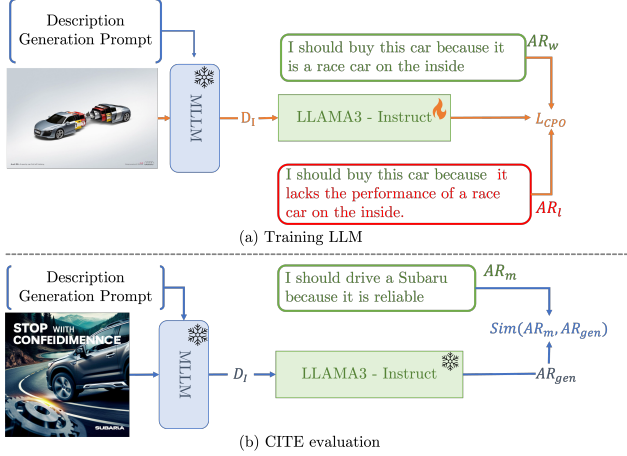 Description
Generation Prompt
MLLM
D_I
LLAMA3 - Instruct
I should buy this car because it
is a race car on the inside
AR_w
L_CPO
I should buy this car because it
lacks the performance of a race
car on the inside.
AR_l
(a) Training LLM
Description
Generation Prompt
STOP WIITH
CONFEIDIMENNCE
SUBARIA
MLLM
D_I
LLAMA3 - Instruct
I should drive a Subaru
because it is reliable
AR_m
Sim(AR_m, AR_gen)
AR_gen
(b) CITE evaluation